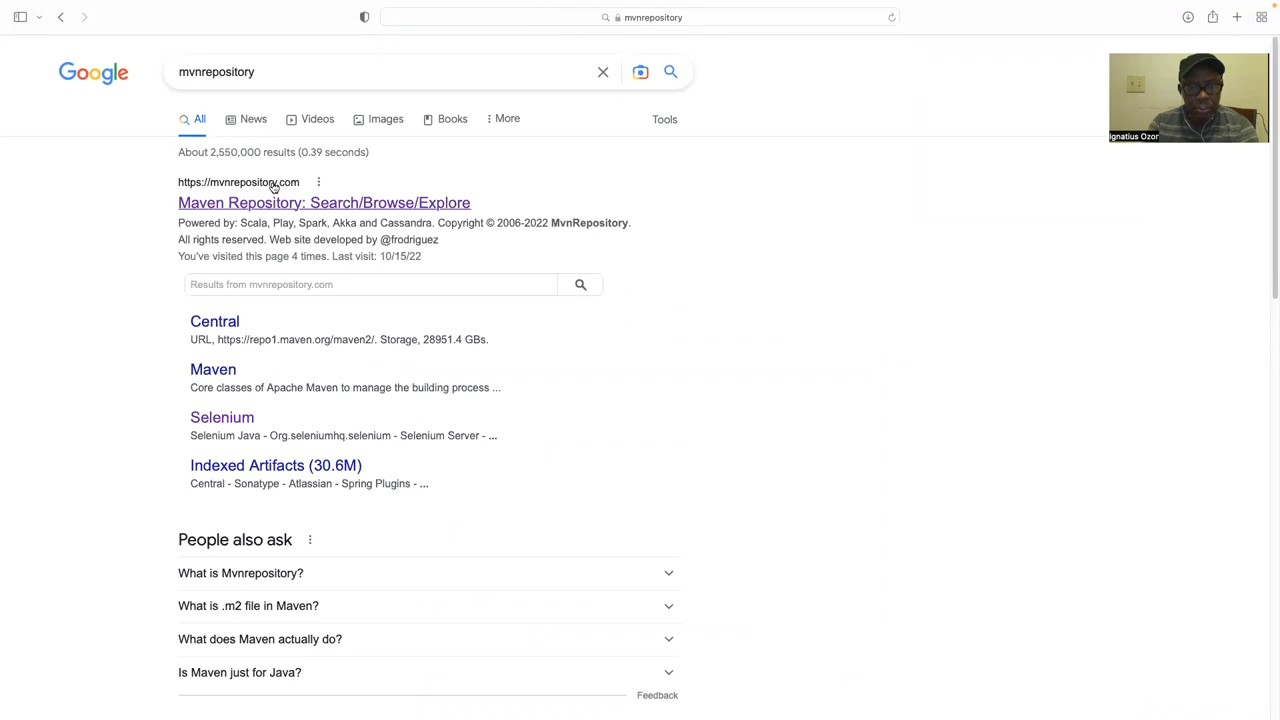 mvnrepository
Google
mvnrepository
All
News
Videos
Images
Books
More
Tools
Ignatius Ozor
About 2,550,000 results (0.39 seconds)
https://mvnrepository.com
Maven Repository: Search/Browse/Explore
Powered by: Scala, Play, Spark, Akka and Cassandra. Copyright © 2006-2022 MvnRepository.
All rights reserved. Web site developed by @frodriguez
You've visited this page 4 times. Last visit: 10/15/22
Results from mvnrepository.com
Central
URL, https://repo1.maven.org/maven2/. Storage, 28951.4 GBs.
Maven
Core classes of Apache Maven to manage the building process ...
Selenium
Selenium Java - Org.seleniumhq.selenium - Selenium Server - ...
Indexed Artifacts (30.6M)
Central - Sonatype - Atlassian - Spring Plugins - ...
People also ask
What is Mvnrepository?
What is .m2 file in Maven?
What does Maven actually do?
Is Maven just for Java?
Feedback